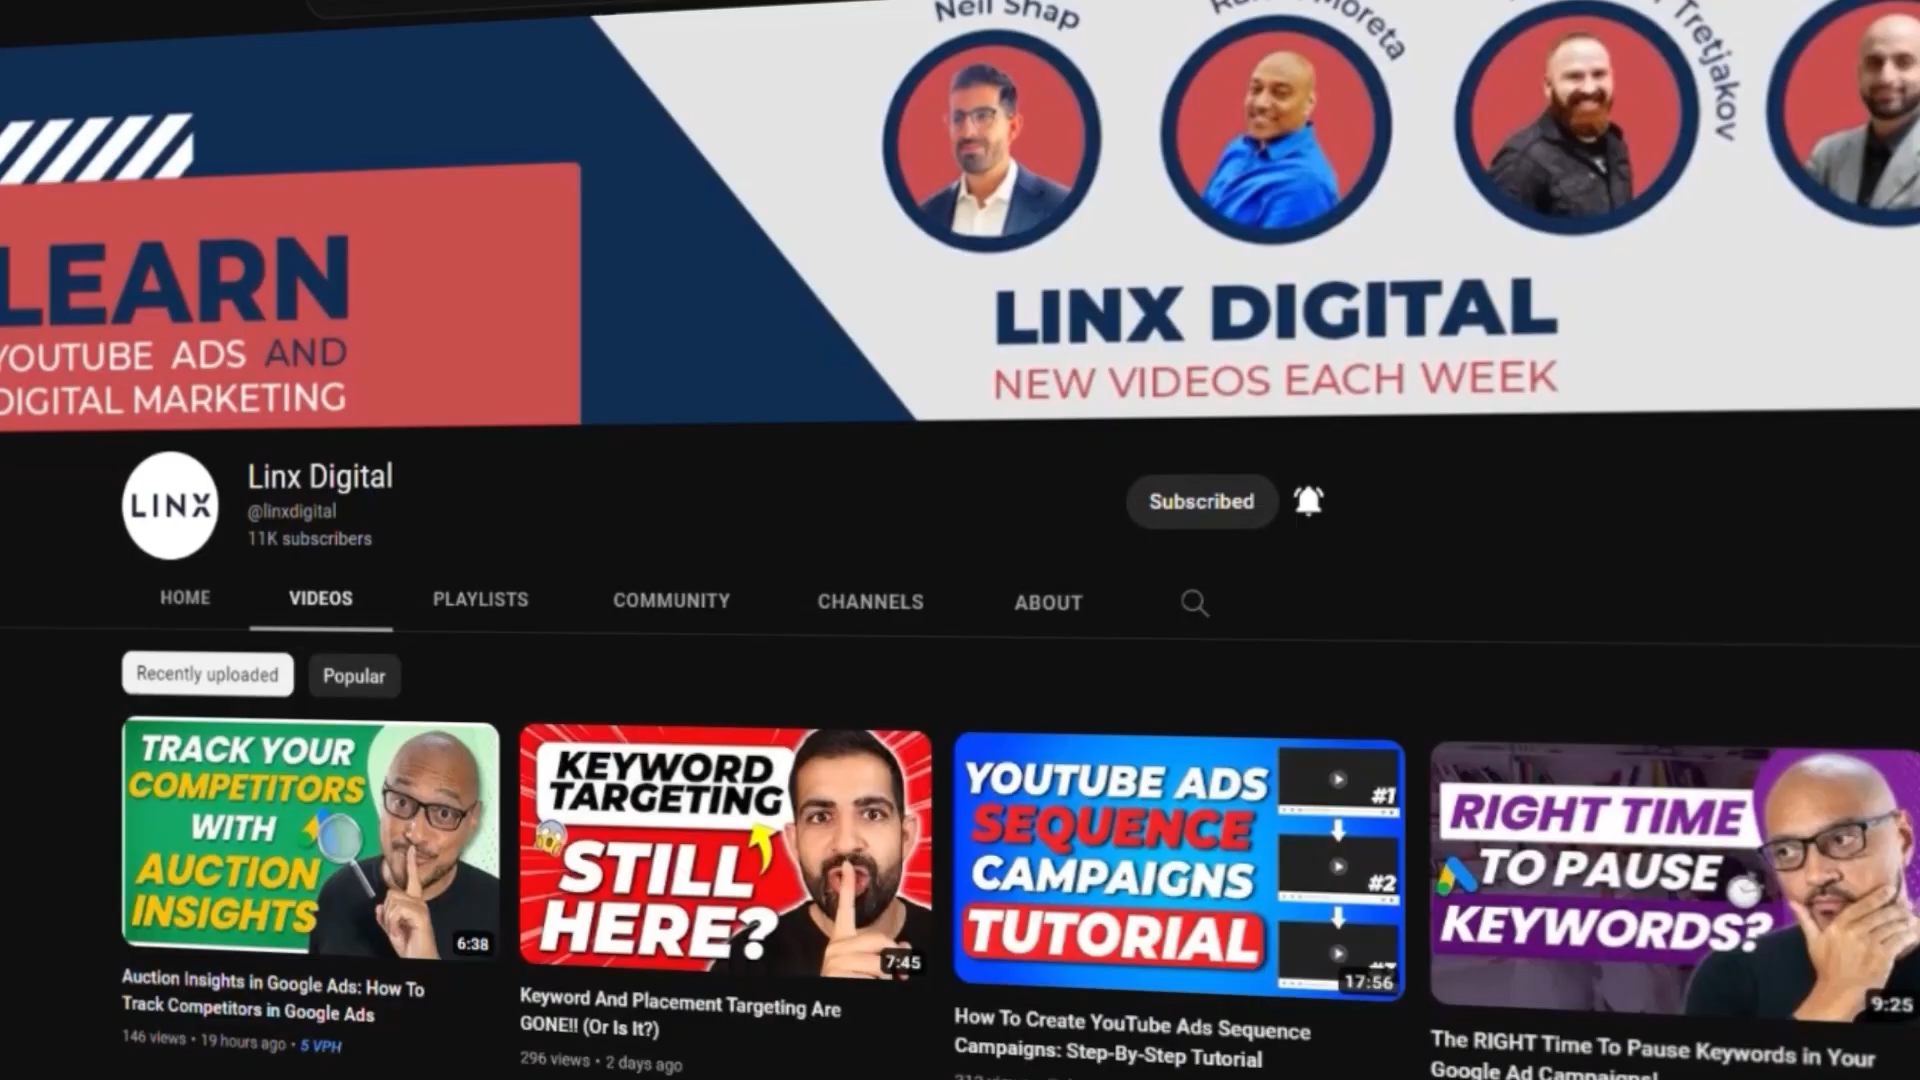 Neil Shap
Moreta
Tretjakov
LEARN
YOUTUBE ADS AND
DIGITAL MARKETING
LINX DIGITAL
NEW VIDEOS EACH WEEK
LINX
Linx Digital
@linxdigital
11K subscribers
Subscribed
HOME
VIDEOS
PLAYLISTS
COMMUNITY
CHANNELS
ABOUT
Recently uploaded
Popular
TRACK YOUR
COMPETITORS
WITH
AUCTION
INSIGHTS
6:38
KEYWORD
TARGETING
STILL
HERE?
7:45
YOUTUBE ADS
SEQUENCE
CAMPAIGNS
TUTORIAL
#1
#2
17:56
RIGHT TIME
TO PAUSE
KEYWORDS?
9:25
Auction Insights in Google Ads: How To
Track Competitors in Google Ads
146 views • 19 hours ago • 5 VPH
Keyword And Placement Targeting Are
GONE!! (Or Is It?)
296 views • 2 days ago
How To Create YouTube Ads Sequence
Campaigns: Step-By-Step Tutorial
The RIGHT Time To Pause Keywords in Your
Google Ad Campaigns!